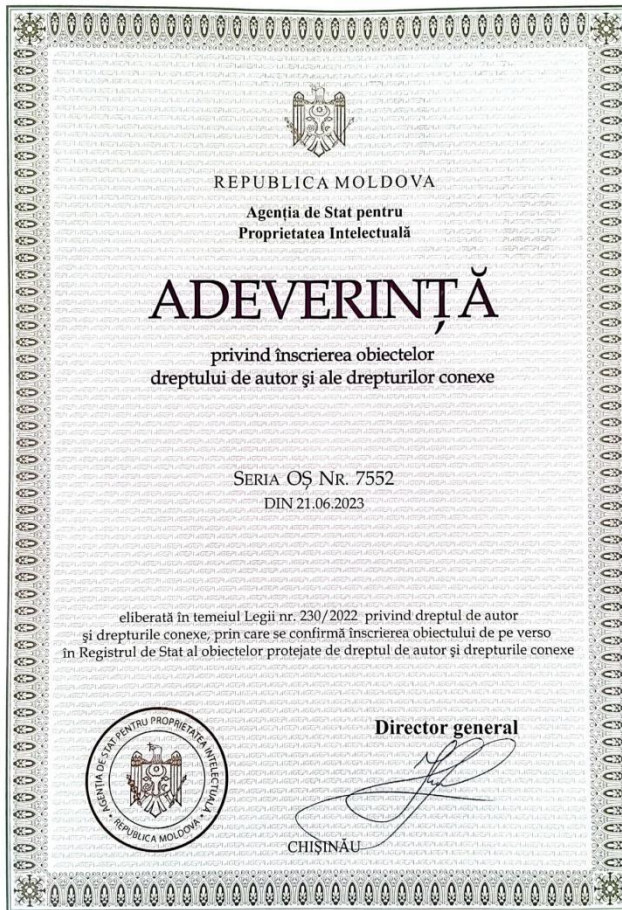 REPUBLICA MOLDOVA
Agenția de Stat pentru
Proprietatea Intelectuală
ADEVERINȚĂ
privind înscrierea obiectelor
dreptului de autor și ale drepturilor conexe
SERIA OȘ NR. 7552
DIN 21.06.2023
eliberată în temeiul Legii nr. 230/2022 privind dreptul de autor
și drepturile conexe, prin care se confirmă înscrierea obiectului de pe verso
în Registrul de Stat al obiectelor protejate de dreptul de autor și drepturile conexe
Director general
AGENȚIA DE STAT PENTRU PROPRIETATEA INTELECTUALĂ
REPUBLICA MOLDOVA
CHIȘINĂU